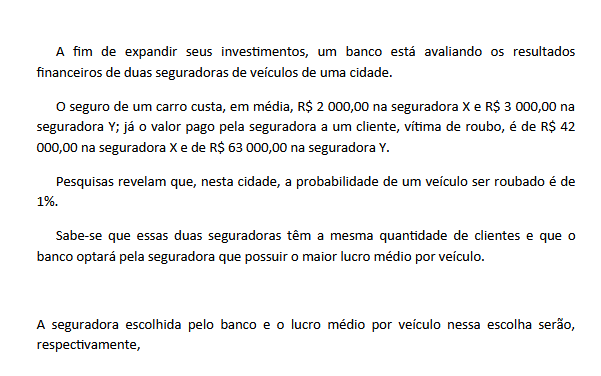 A fim de expandir seus investimentos, um banco está avaliando os resultados
financeiros de duas seguradoras de veículos de uma cidade.
O seguro de um carro custa, em média, R$ 2 000,00 na seguradora X e R$ 3 000,00 na
seguradora Y; já o valor pago pela seguradora a um cliente, vítima de roubo, é de R$ 42
000,00 na seguradora X e de R$ 63 000,00 na seguradora Y.
Pesquisas revelam que, nesta cidade, a probabilidade de um veículo ser roubado é de
1%.
Sabe-se que essas duas seguradoras têm a mesma quantidade de clientes e que o
banco optará pela seguradora que possuir o maior lucro médio por veículo.
A seguradora escolhida pelo banco e o lucro médio por veículo nessa escolha serão,
respectivamente,